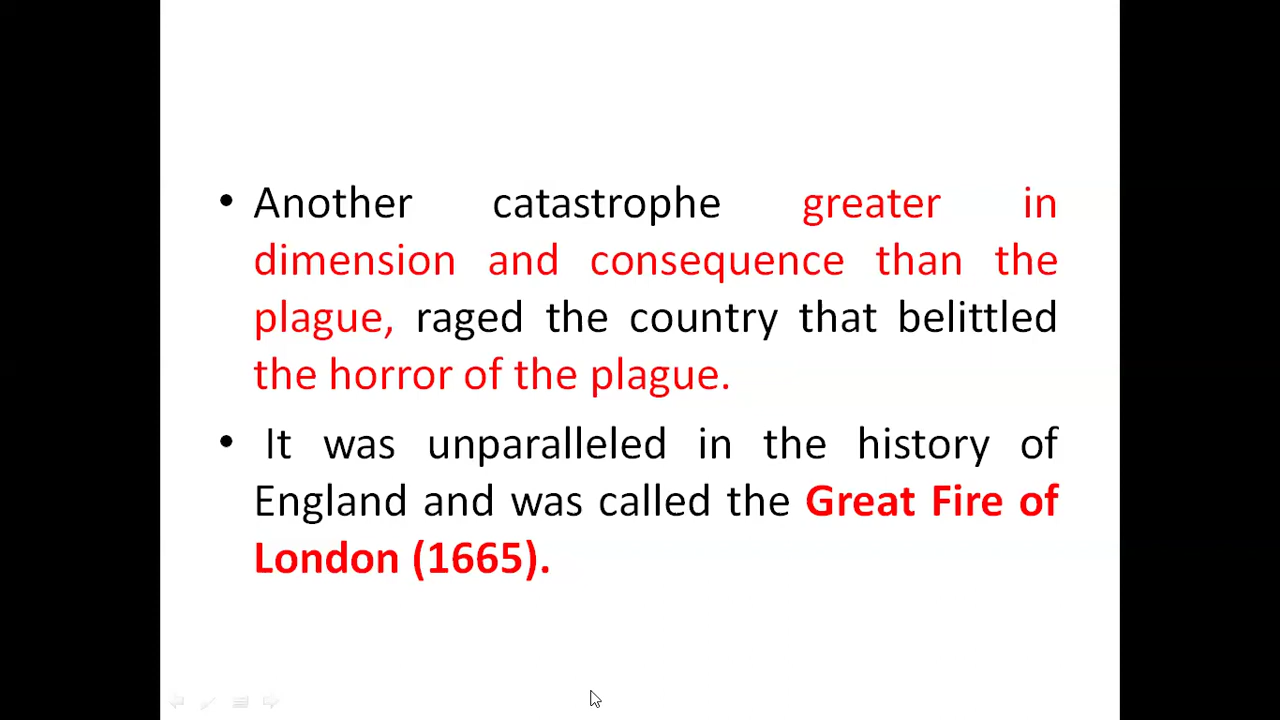 • Another catastrophe greater in
dimension and consequence than the
plague, raged the country that belittled
the horror of the plague.
• It was unparalleled in the history of
England and was called the Great Fire of
London (1665).